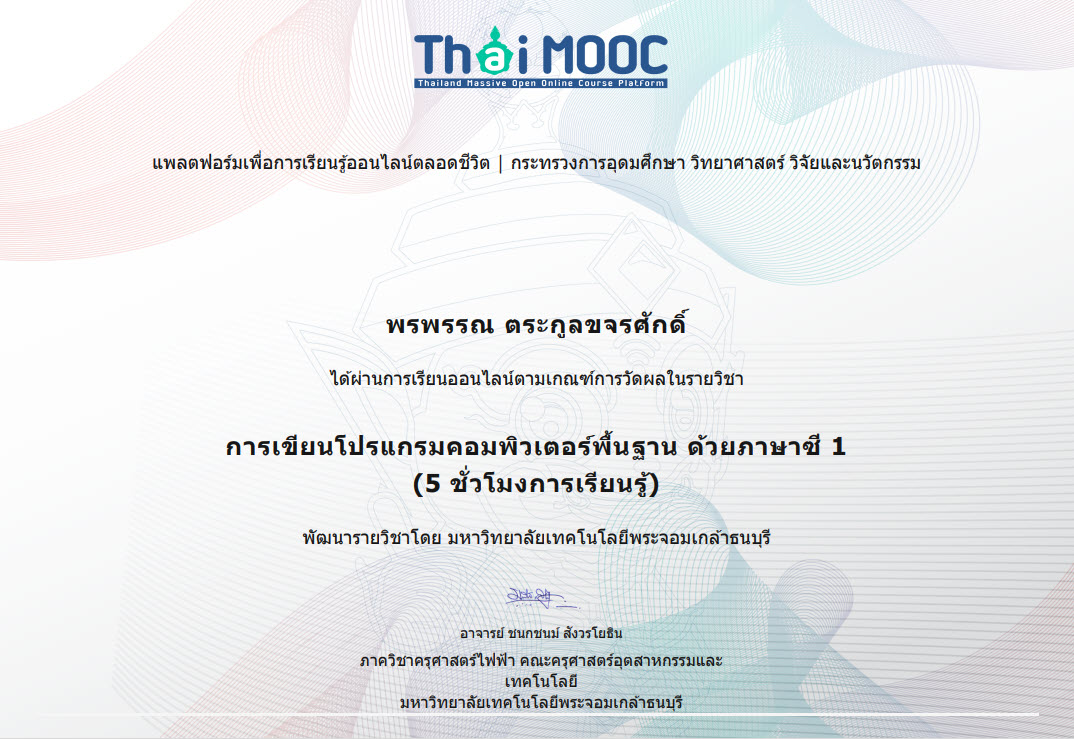 Thai MOOC
Thailand Massive Open Online Course Platform
แพลตฟอร์มเพื่อการเรียนรู้ออนไลน์ตลอดชีวิต | กระทรวงการอุดมศึกษา วิทยาศาสตร์ วิจัยและนวัตกรรม
พรพรรณ ตระกูลขจรศักดิ์
ได้ผ่านการเรียนออนไลน์ตามเกณฑ์การวัดผลในรายวิชา
การเขียนโปรแกรมคอมพิวเตอร์พื้นฐาน ด้วยภาษาซี 1
(5 ชั่วโมงการเรียนรู้)
พัฒนารายวิชาโดย มหาวิทยาลัยเทคโนโลยีพระจอมเกล้าธนบุรี
อาจารย์ ชนกชนม์ สังวรโยธิน
ภาควิชาครุศาสตร์ไฟฟ้า คณะครุศาสตร์อุตสาหกรรมและ
เทคโนโลยี
มหาวิทยาลัยเทคโนโลยีพระจอมเกล้าธนบุรี